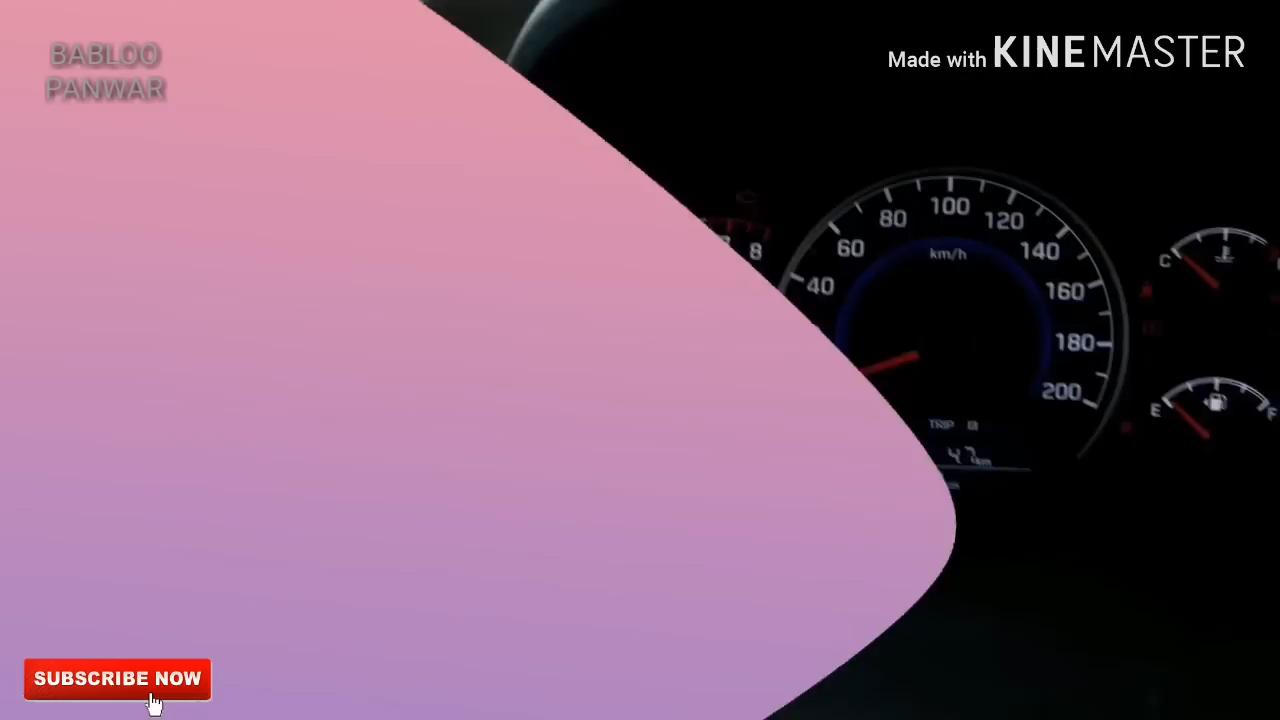 BABLOO
PANWAR
Made with KINEMASTER
8
40
60
80
100
120
140
160
180
200
km/h
C
E
F
TRIP B
47km
SUBSCRIBE NOW